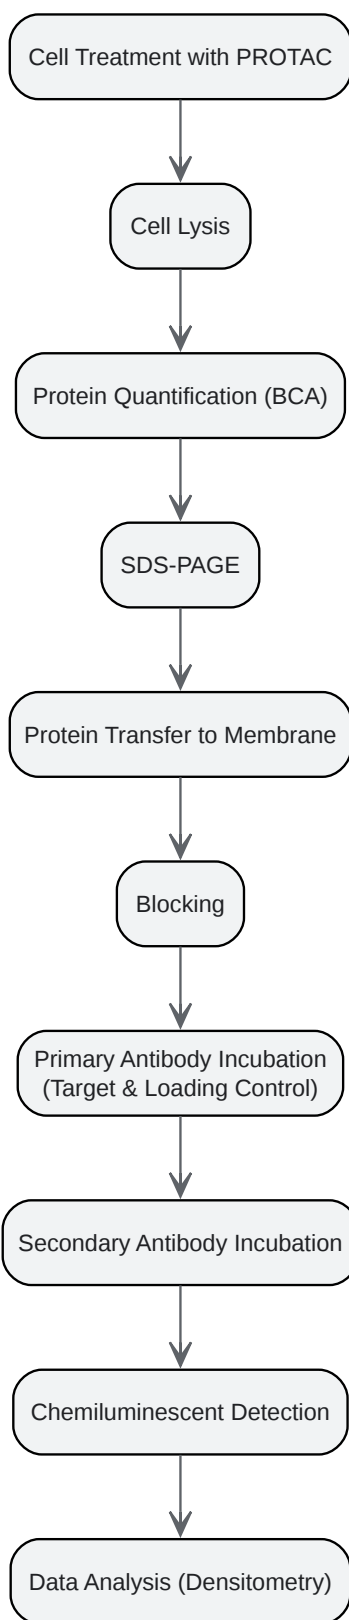 Cell Treatment with PROTAC
Cell Lysis
Protein Quantification (BCA)
SDS-PAGE
Protein Transfer to Membrane
Blocking
Primary Antibody Incubation
(Target & Loading Control)
Secondary Antibody Incubation
Chemiluminescent Detection
Data Analysis (Densitometry)